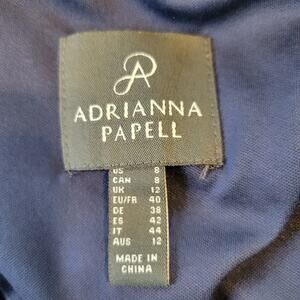 ADRIANNA
PAPELL
US 8
CAN 8
UK 12
EU/FR 40
DE 38
ES 42
IT 44
AUS 12
MADE IN
CHINA